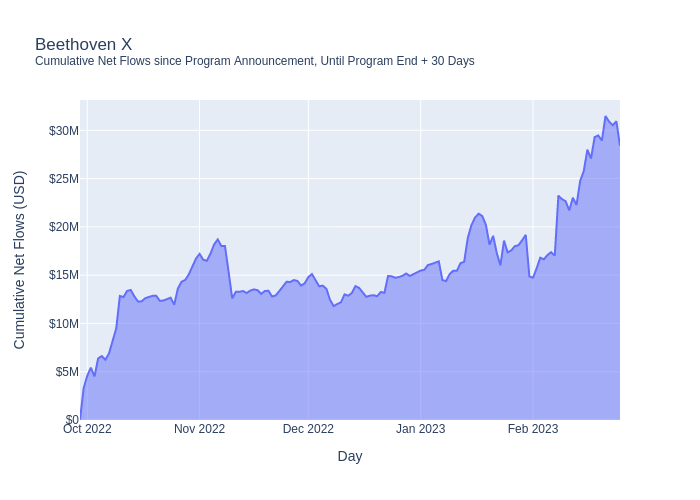 Beethoven X
Cumulative Net Flows since Program Announcement, Until Program End + 30 Days
Cumulative Net Flows (USD)
$30M
$25M
$20M
$15M
$10M
$5M
$0
Oct 2022
Nov 2022
Dec 2022
Jan 2023
Feb 2023
Day